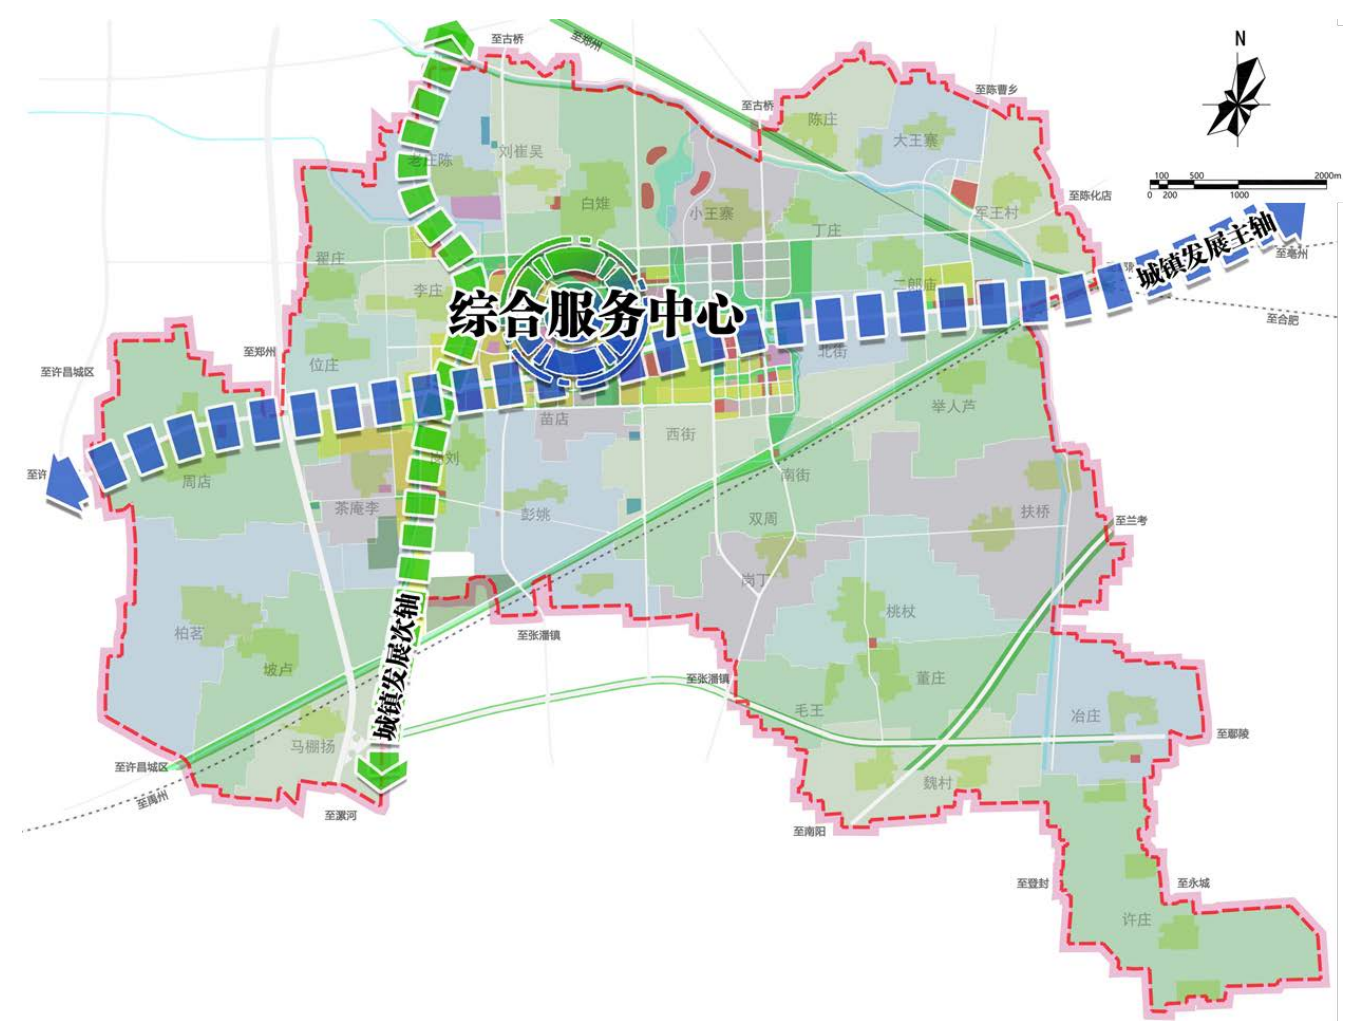 至古桥
至郑州
N
至陈曹乡
至古桥
陈庄
大王寨
100 500 2000m
0 200 1000
刘崔吴
老庄陈
至陈化店
白雉
小王寨
军王村
丁庄
城镇发展主轴
至亳州
翟庄
李庄
二郎庙
综合服务中心
至合肥
至郑州
位庄
北街
至许昌城区
举人芦
苗店
西街
周店
南街
茶庵李
彭姚
双周
扶桥
至兰考
岗丁
桃杖
柏茗
至张潘镇
坡卢
城镇发展次轴
至张潘镇
董庄
毛王
冶庄
马棚扬
至鄢陵
至许昌城区
魏村
至禹州
至漯河
至南阳
至登封
至永城
许庄